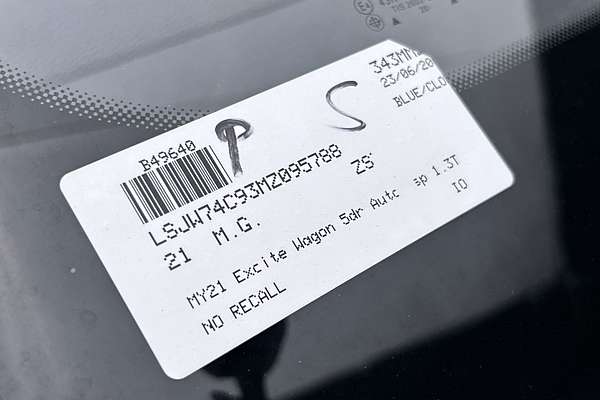 P S
B49640 343MM
23/06/20
BLUE/CLO
LSJW74C93MZ095788
21 M.G. ZS
MY21 Excite Wagon 5dr Auto sp 1.3T
NO RECALL IO